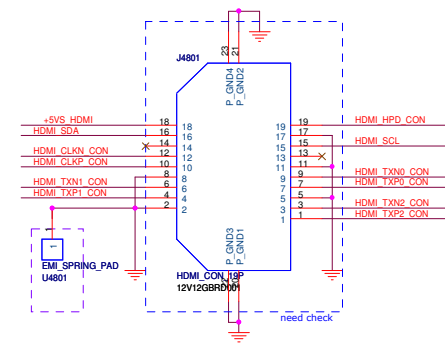 23
21
J4801
P_GND4
P_GND2
+5VS_HDMI
18
18
19
19
HDMI_HPD_CON
HDMI_SDA
16
16
17
17
14
14
15
15
HDMI_SCL
HDMI_CLKN_CON
12
12
13
13
HDMI_CLKP_CON
10
10
11
11
8
8
9
9
HDMI_TXN0_CON
HDMI_TXN1_CON
6
6
7
7
HDMI_TXP0_CON
HDMI_TXP1_CON
4
4
5
5
2
2
3
3
HDMI_TXN2_CON
1
1
HDMI_TXP2_CON
1
1
P_GND3
P_GND1
EMI_SPRING_PAD
U4801
HDMI_CON_19P
12V12GBRD001
need check